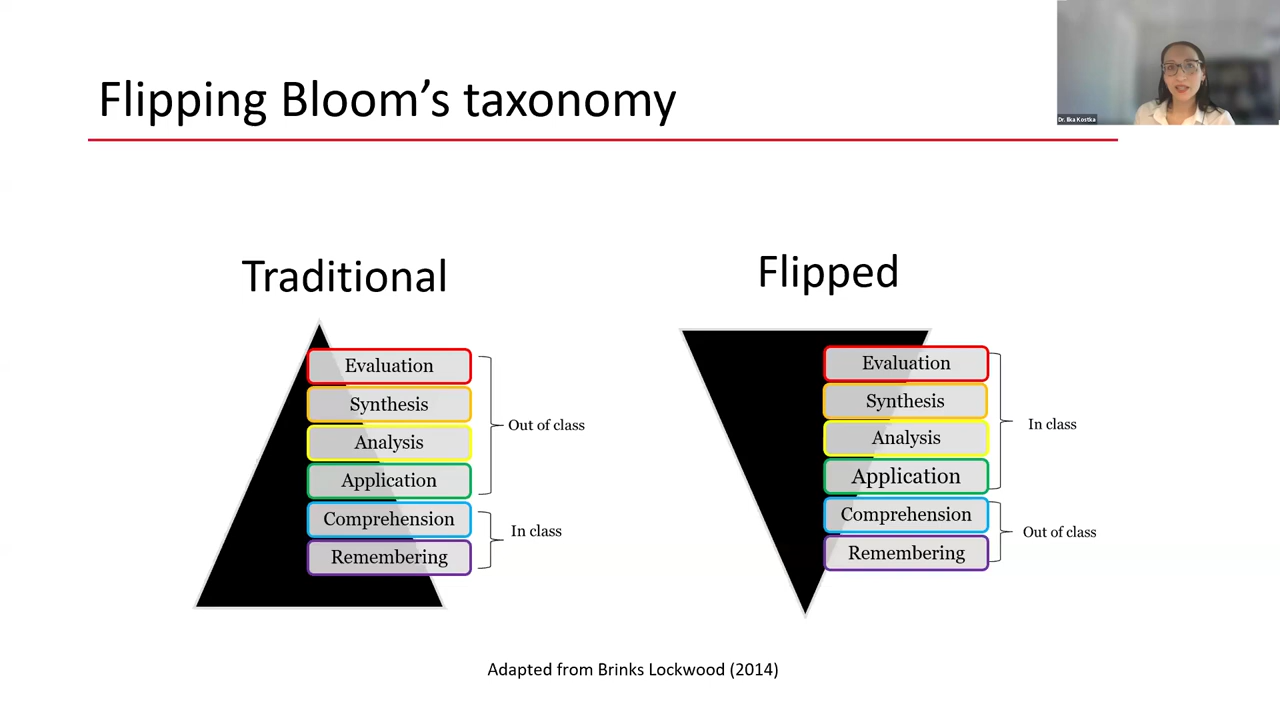 Flipping Bloom's taxonomy
Dr. Ilka Kostka
Traditional
Evaluation
Synthesis
Analysis
Application
Comprehension
Remembering
Out of class
In class
Flipped
Evaluation
Synthesis
Analysis
Application
Comprehension
Remembering
In class
Out of class
Adapted from Brinks Lockwood (2014)